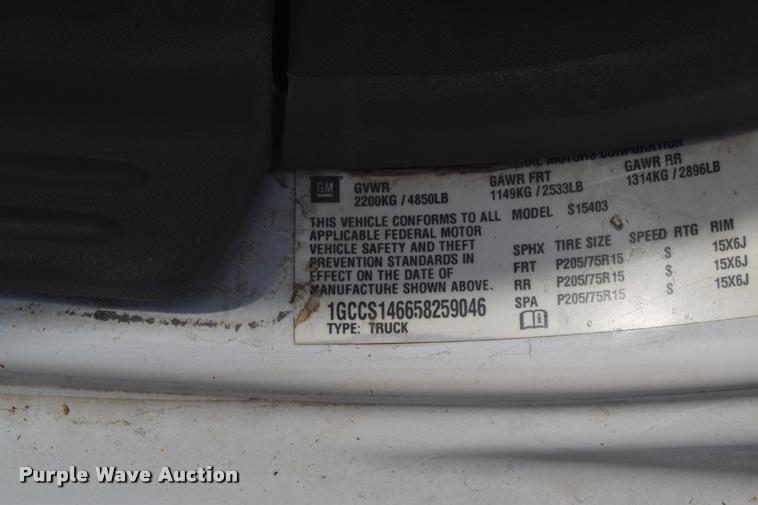 MOTORS CORPORATION
GM
GVWR GAWR FRT GAWR RR
2200KG / 4850LB 1149KG / 2533LB 1314KG / 2896LB
THIS VEHICLE CONFORMS TO ALL
APPLICABLE FEDERAL MOTOR
VEHICLE SAFETY AND THEFT
PREVENTION STANDARDS IN
EFFECT ON THE DATE OF
MANUFACTURE SHOWN ABOVE.
1GCCS146658259046
TYPE: TRUCK
MODEL S15403
SPHX TIRE SIZE SPEED RTG RIM
FRT P205/75R15 S 15X6J
RR P205/75R15 S 15X6J
SPA P205/75R15 S 15X6J
Purple Wave Auction